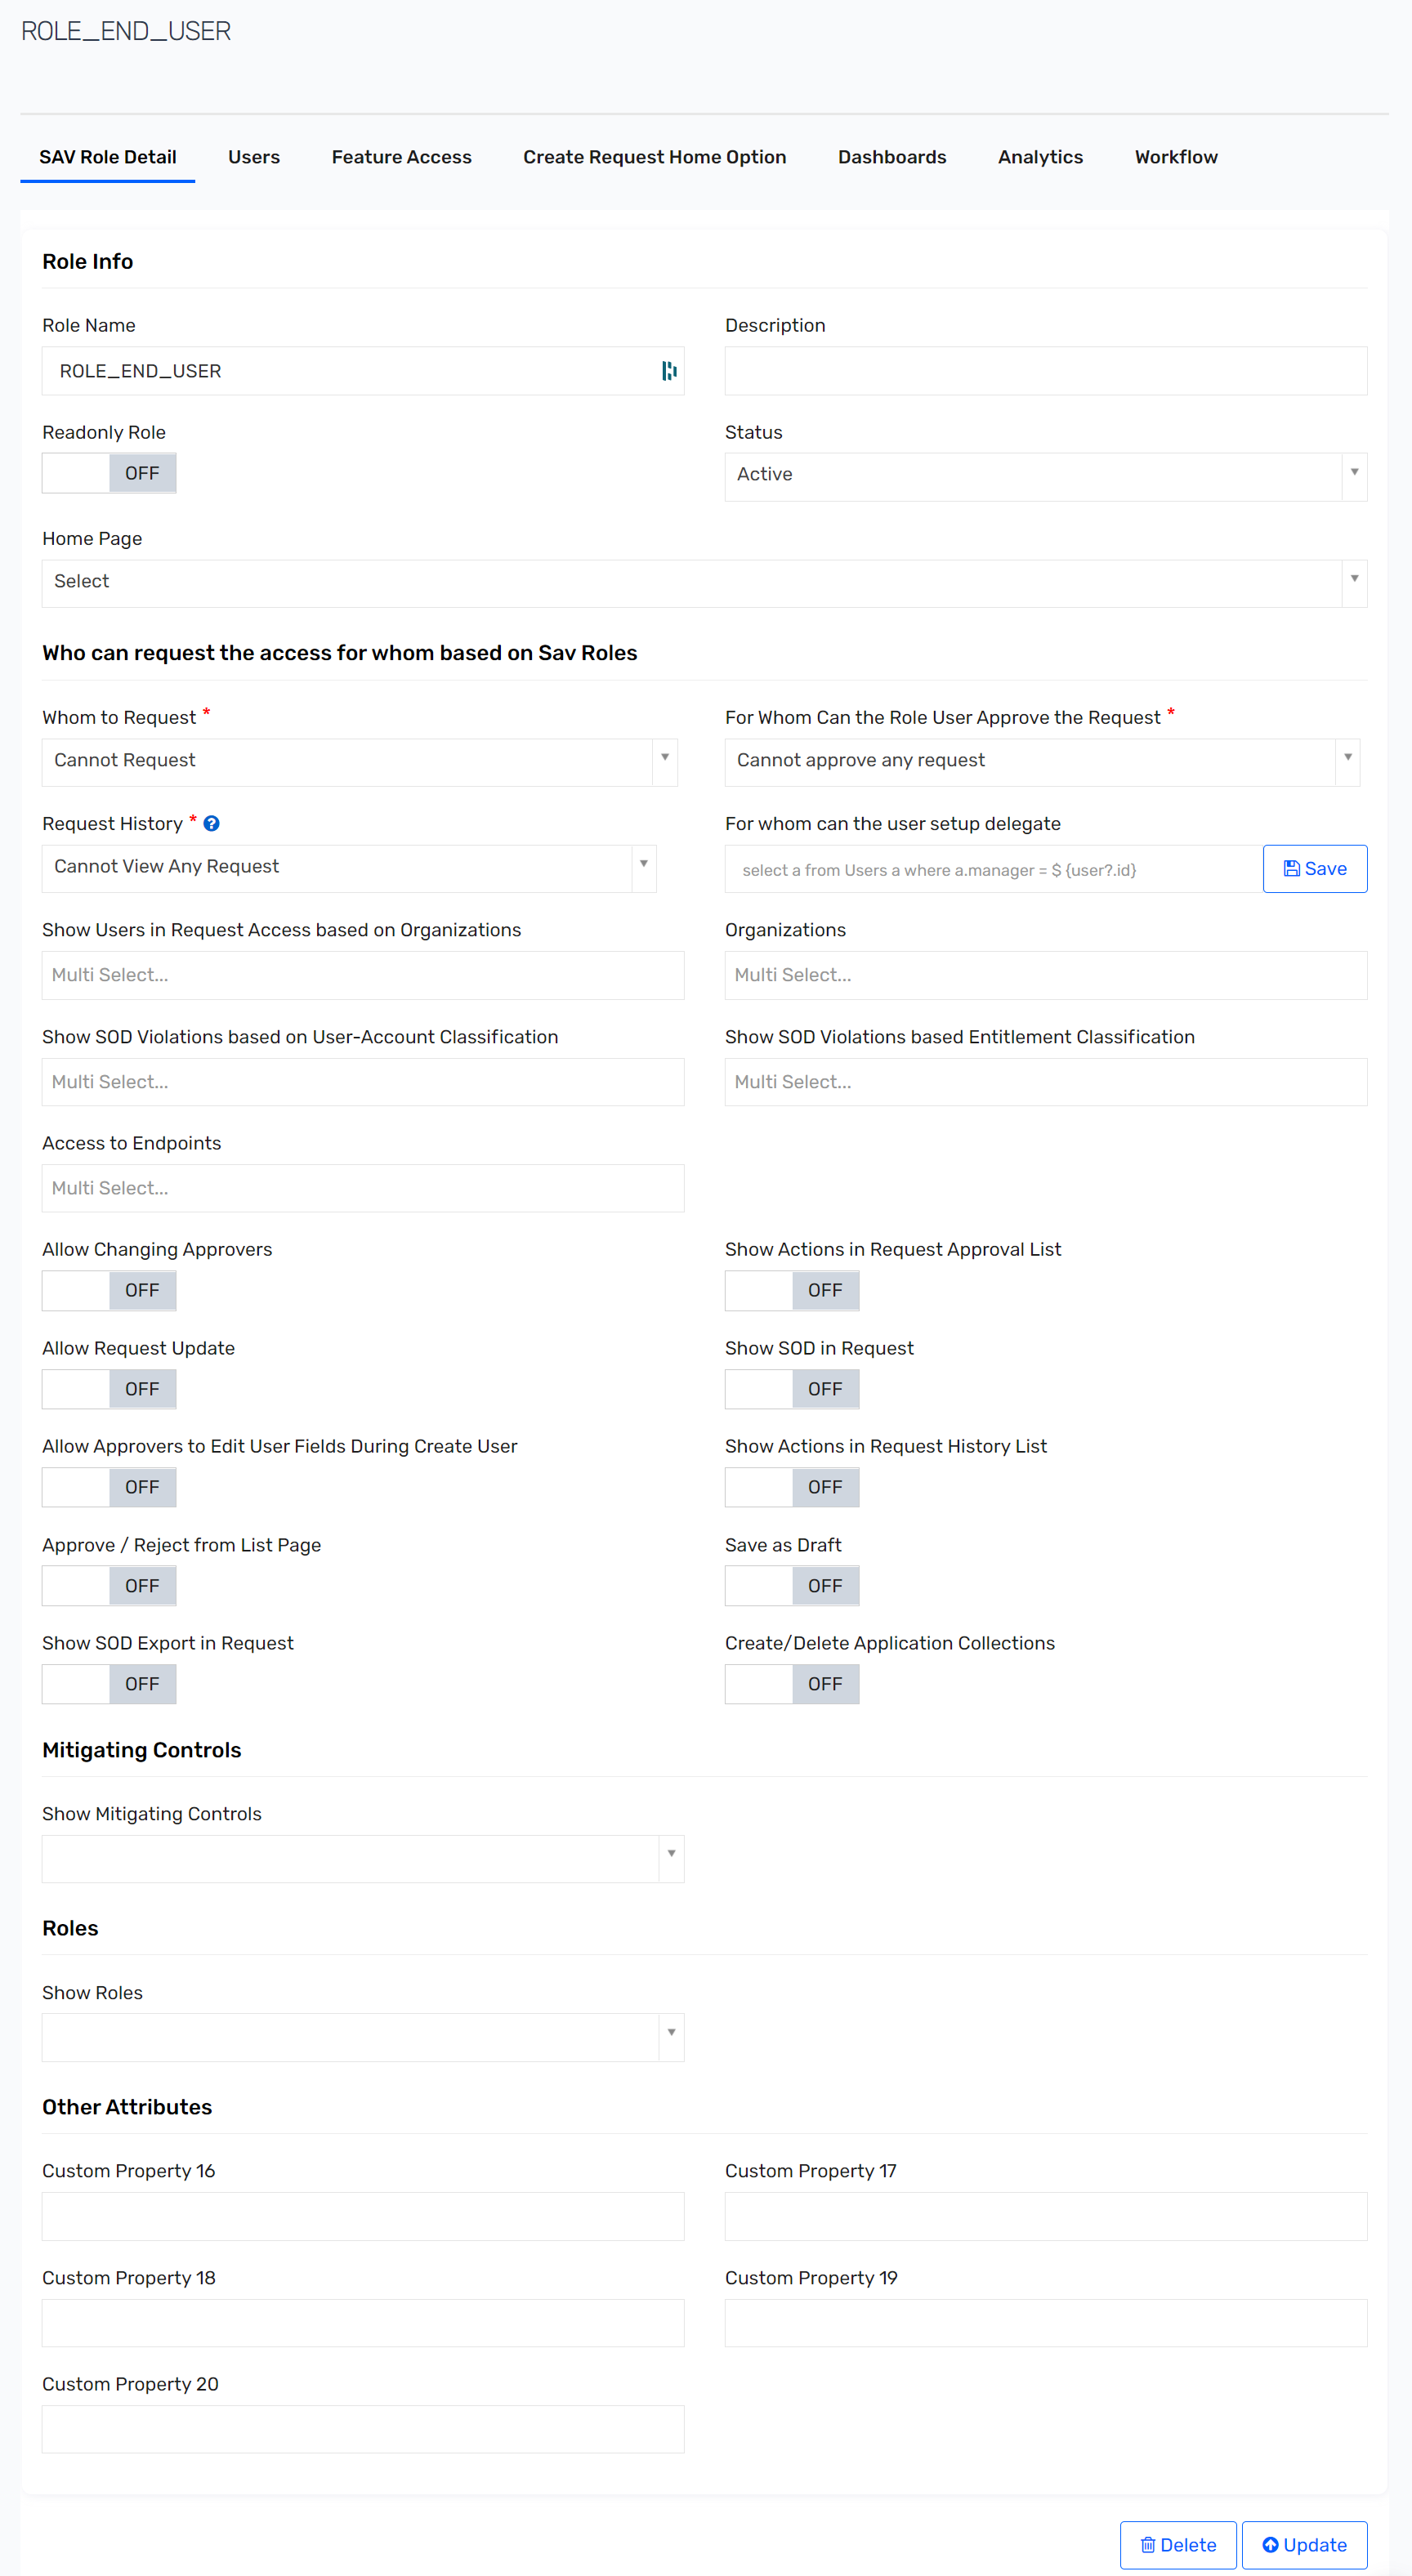 ROLE_END_USER
SAV Role Detail Users Feature Access Create Request Home Option Dashboards Analytics Workflow
Role Info
Role Name Description
ROLE_END_USER
Readonly Role Status
OFF Active
Home Page
Select
Who can request the access for whom based on Sav Roles
Whom to Request * For Whom Can the Role User Approve the Request *
Cannot Request Cannot approve any request
Request History * ? For whom can the user setup delegate
Cannot View Any Request select a from Users a where a.manager = $ {user?.id} Save
Show Users in Request Access based on Organizations Organizations
Multi Select... Multi Select...
Show SOD Violations based on User-Account Classification Show SOD Violations based Entitlement Classification
Multi Select... Multi Select...
Access to Endpoints
Multi Select...
Allow Changing Approvers Show Actions in Request Approval List
OFF OFF
Allow Request Update Show SOD in Request
OFF OFF
Allow Approvers to Edit User Fields During Create User Show Actions in Request History List
OFF OFF
Approve / Reject from List Page Save as Draft
OFF OFF
Show SOD Export in Request Create/Delete Application Collections
OFF OFF
Mitigating Controls
Show Mitigating Controls
Roles
Show Roles
Other Attributes
Custom Property 16 Custom Property 17
Custom Property 18 Custom Property 19
Custom Property 20
Delete Update